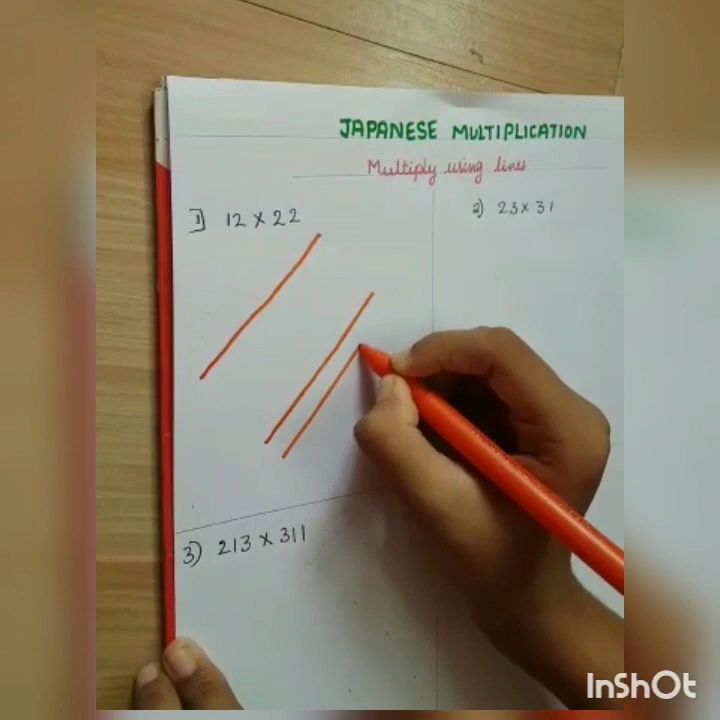 JAPANESE MULTIPLICATION
Multiply using lines
1) 12 x 22
2) 23 x 31
3) 213 x 311
InShOt